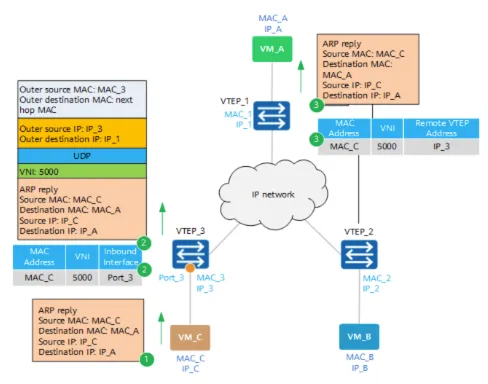 MAC_A
IP_A
VM_A
ARP reply
Source MAC: MAC_C
Destination MAC:
MAC_A
Source IP: IP_C
Destination IP: IP_A
3
VTEP_1
MAC_1
IP_1
MAC
Address
VNI
Remote VTEP
Address
3
MAC_C
5000
IP_3
Outer source MAC: MAC_3
Outer destination MAC: next
hop MAC
Outer source IP: IP_3
Outer destination IP: IP_1
UDP
VNI: 5000
ARP reply
Source MAC: MAC_C
Destination MAC: MAC_A
Source IP: IP_C
Destination IP: IP_A
2
IP network
MAC
Address
VNI
Inbound
Interface
2
MAC_C
5000
Port_3
VTEP_3
Port_3
MAC_3
IP_3
VTEP_2
MAC_2
IP_2
ARP reply
Source MAC: MAC_C
Destination MAC: MAC_A
Source IP: IP_C
Destination IP: IP_A
1
VM_C
MAC_C
IP_C
VM_B
MAC_B
IP_B